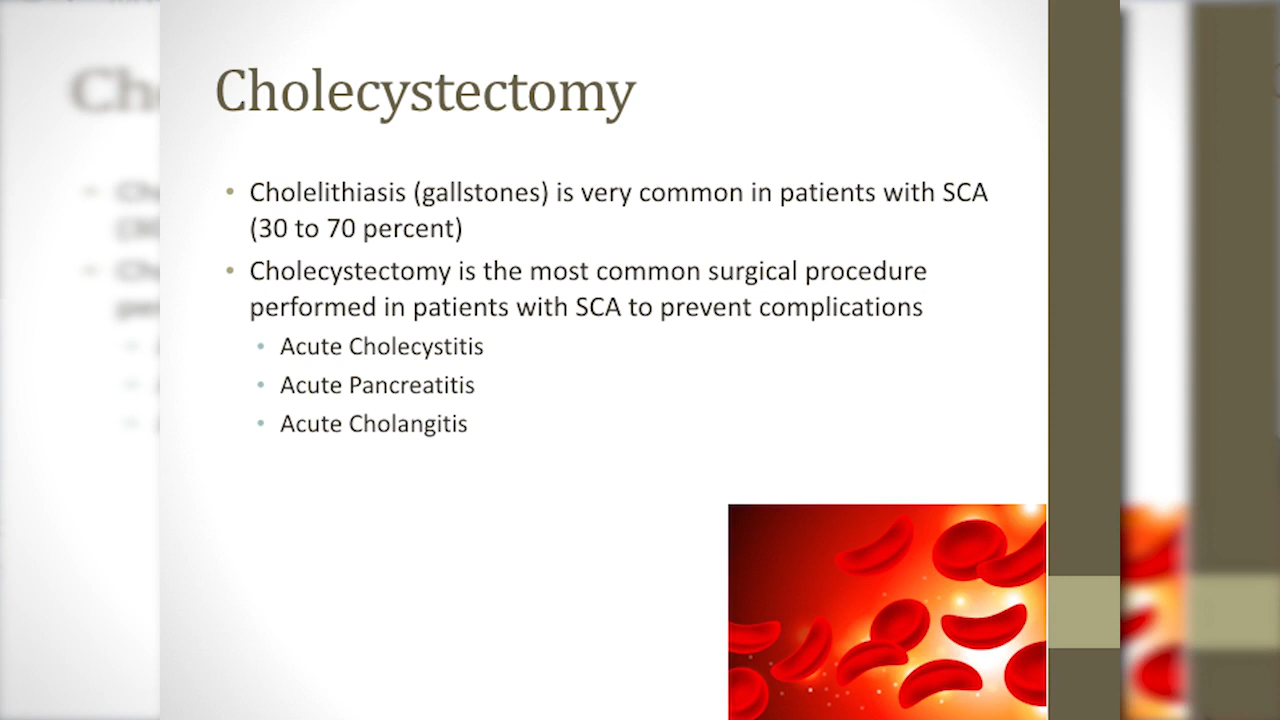 Cholecystectomy
• Cholelithiasis (gallstones) is very common in patients with SCA
(30 to 70 percent)
• Cholecystectomy is the most common surgical procedure
performed in patients with SCA to prevent complications
• Acute Cholecystitis
• Acute Pancreatitis
• Acute Cholangitis